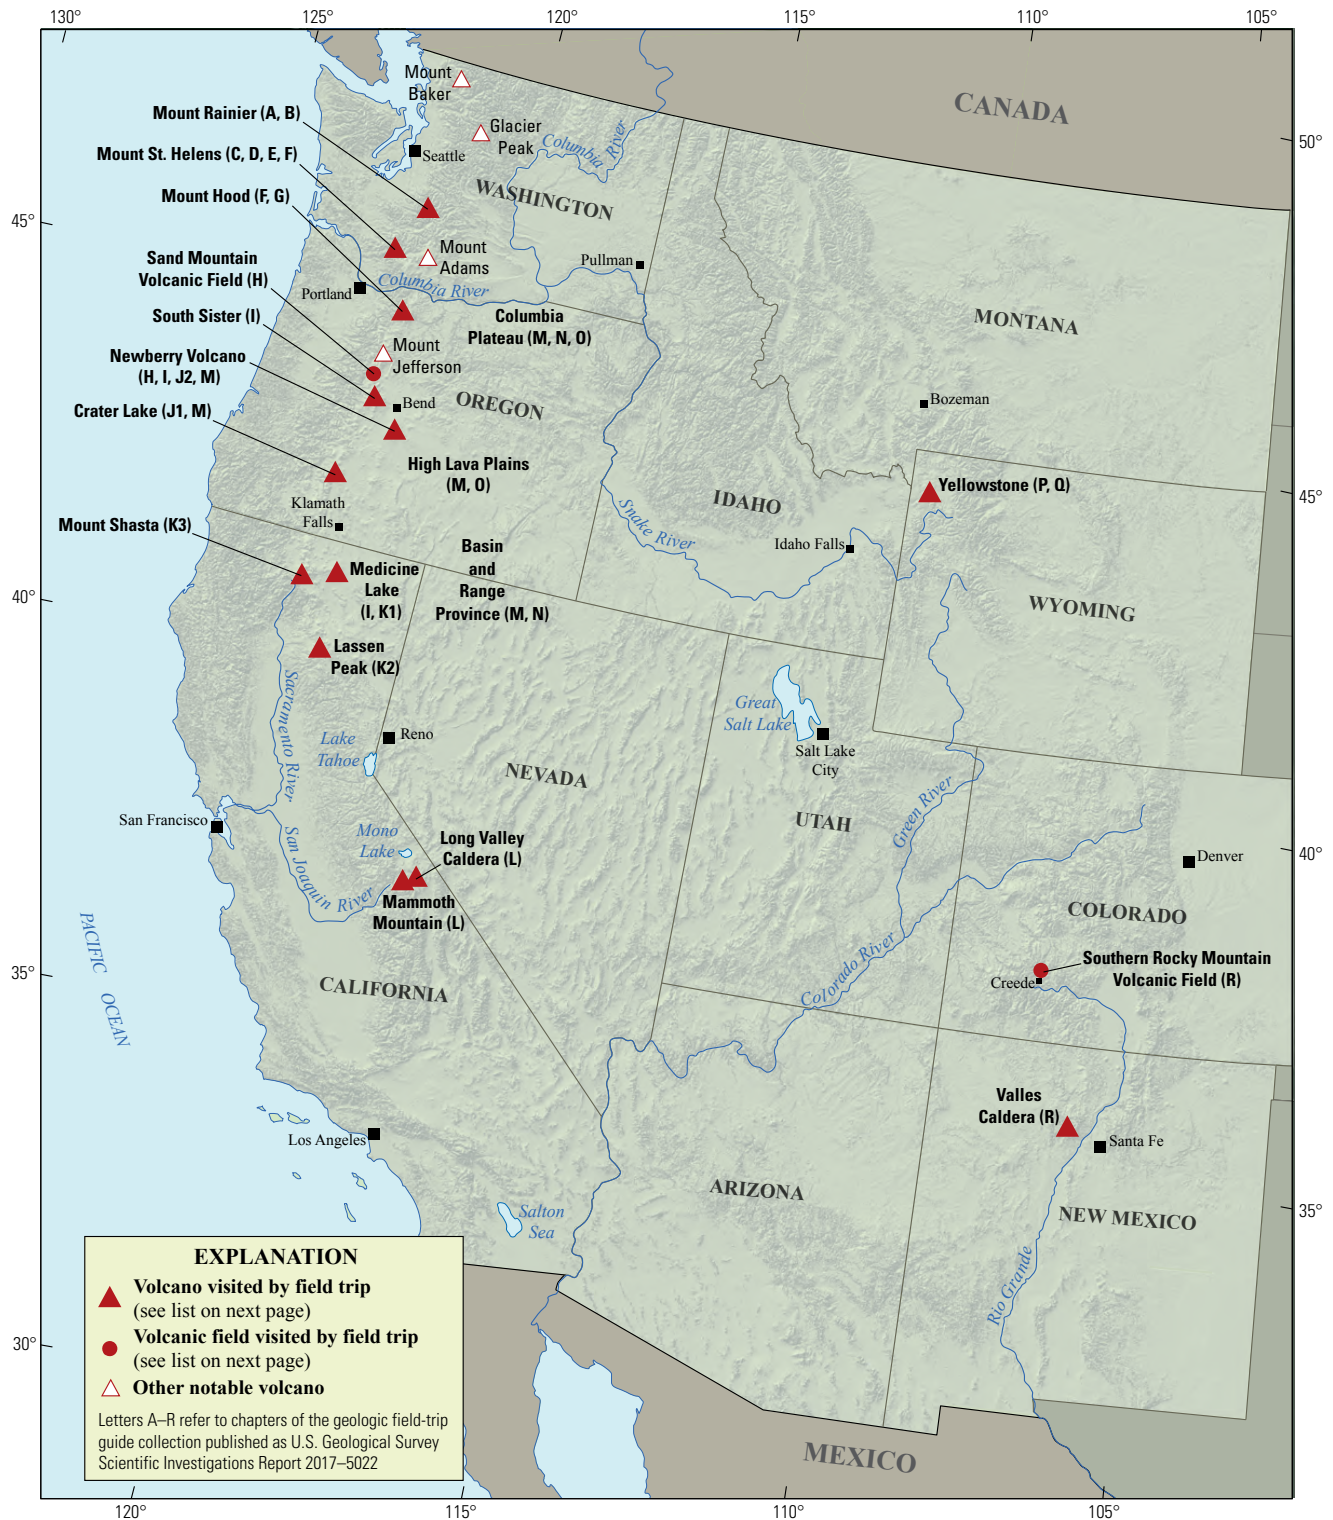 130°
125°
120°
115°
110°
105°
CANADA
50°
Mount
Baker
Mount Rainier (A, B)
Glacier
Peak
Columbia River
Seattle
Mount St. Helens (C, D, E, F)
WASHINGTON
Mount Hood (F, G)
45°
Mount
Adams
Pullman
Sand Mountain
Volcanic Field (H)
Portland
Columbia River
South Sister (I)
Columbia
Plateau (M, N, O)
MONTANA
Mount
Jefferson
Newberry Volcano
(H, I, J2, M)
Bend
OREGON
Bozeman
Crater Lake (J1, M)
High Lava Plains
(M, O)
Yellowstone (P, Q)
45°
IDAHO
Klamath
Falls
Snake River
Idaho Falls
Mount Shasta (K3)
Basin
and
Range
Province (M, N)
Medicine
Lake
(I, K1)
40°
WYOMING
Lassen
Peak (K2)
Sacramento River
Great
Salt Lake
Lake
Tahoe
Reno
Salt Lake
City
NEVADA
Green River
UTAH
San Francisco
Mono
Lake
Long Valley
Caldera (L)
San Joaquin River
Mammoth
Mountain (L)
40°
Denver
COLORADO
PACIFIC OCEAN
Colorado River
35°
Southern Rocky Mountain
Volcanic Field (R)
Creede
CALIFORNIA
Valles
Caldera (R)
Los Angeles
Santa Fe
ARIZONA
35°
NEW MEXICO
Salton
Sea
Rio Grande
30°
EXPLANATION
Volcano visited by field trip
(see list on next page)
Volcanic field visited by field trip
(see list on next page)
Other notable volcano
Letters A–R refer to chapters of the geologic field-trip
guide collection published as U.S. Geological Survey
Scientific Investigations Report 2017–5022
MEXICO
120°
115°
110°
105°